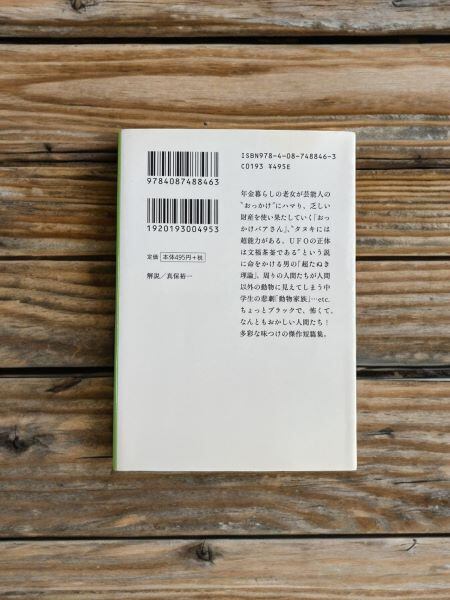 ISBN978-4-08-748846-3
C0193 ¥495E
9784087488463
1920193004953
定価 本体495円+税
解説/真保裕一
年金暮らしの老女が芸能人の
“おっかけ”にハマり、乏しい
財産を使い果たしていく「おっ
かけバアさん」、“タヌキには
超能力がある、UFOの正体
は文福茶釜である”という説
に命をかける男の「超たぬき
理論」、周りの人間たちが人間
以外の動物に見えてしまう中
学生の悲劇「動物家族」…etc.
ちょっとブラックで、怖くて、
なんともおかしい人間たち!
多彩な味つけの傑作短篇集。